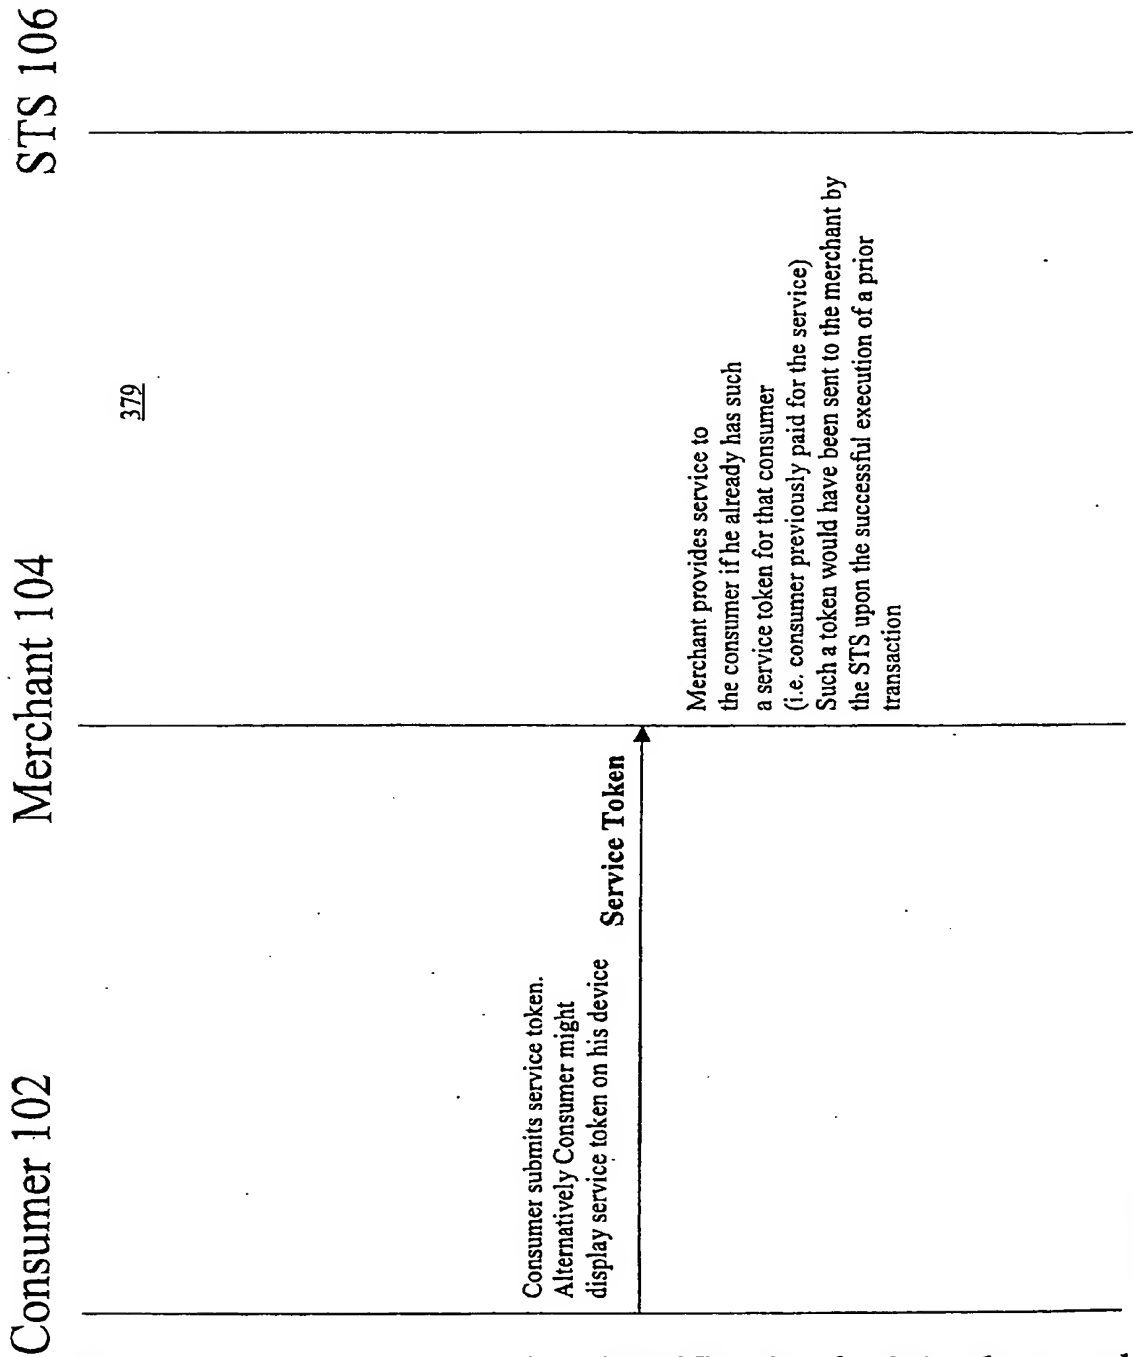 Consumer 102
Merchant 104
STS 106
379
Consumer submits service token.
Alternatively Consumer might
display service token on his device
Service Token
Merchant provides service to
the consumer if he already has such
a service token for that consumer
(i.e. consumer previously paid for the service)
Such a token would have been sent to the merchant by
the STS upon the successful execution of a prior
transaction